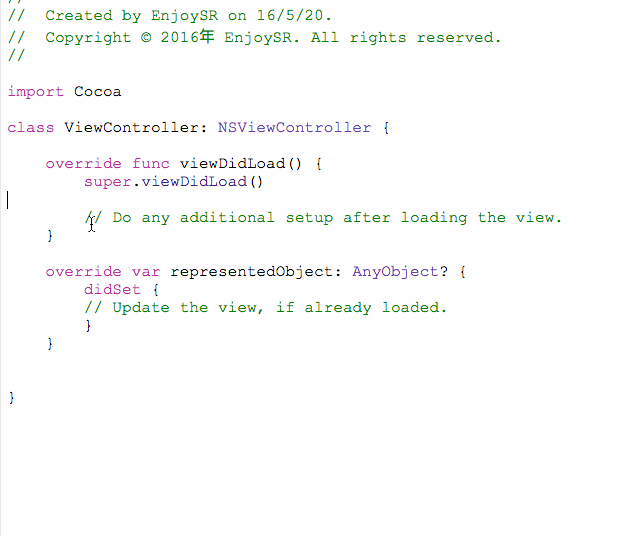 //
// Created by EnjoySR on 16/5/20.
// Copyright © 2016年 EnjoySR. All rights reserved.
//
import Cocoa
class ViewController: NSViewController {
override func viewDidLoad() {
super.viewDidLoad()
// Do any additional setup after loading the view.
}
override var representedObject: AnyObject? {
didSet {
// Update the view, if already loaded.
}
}
}